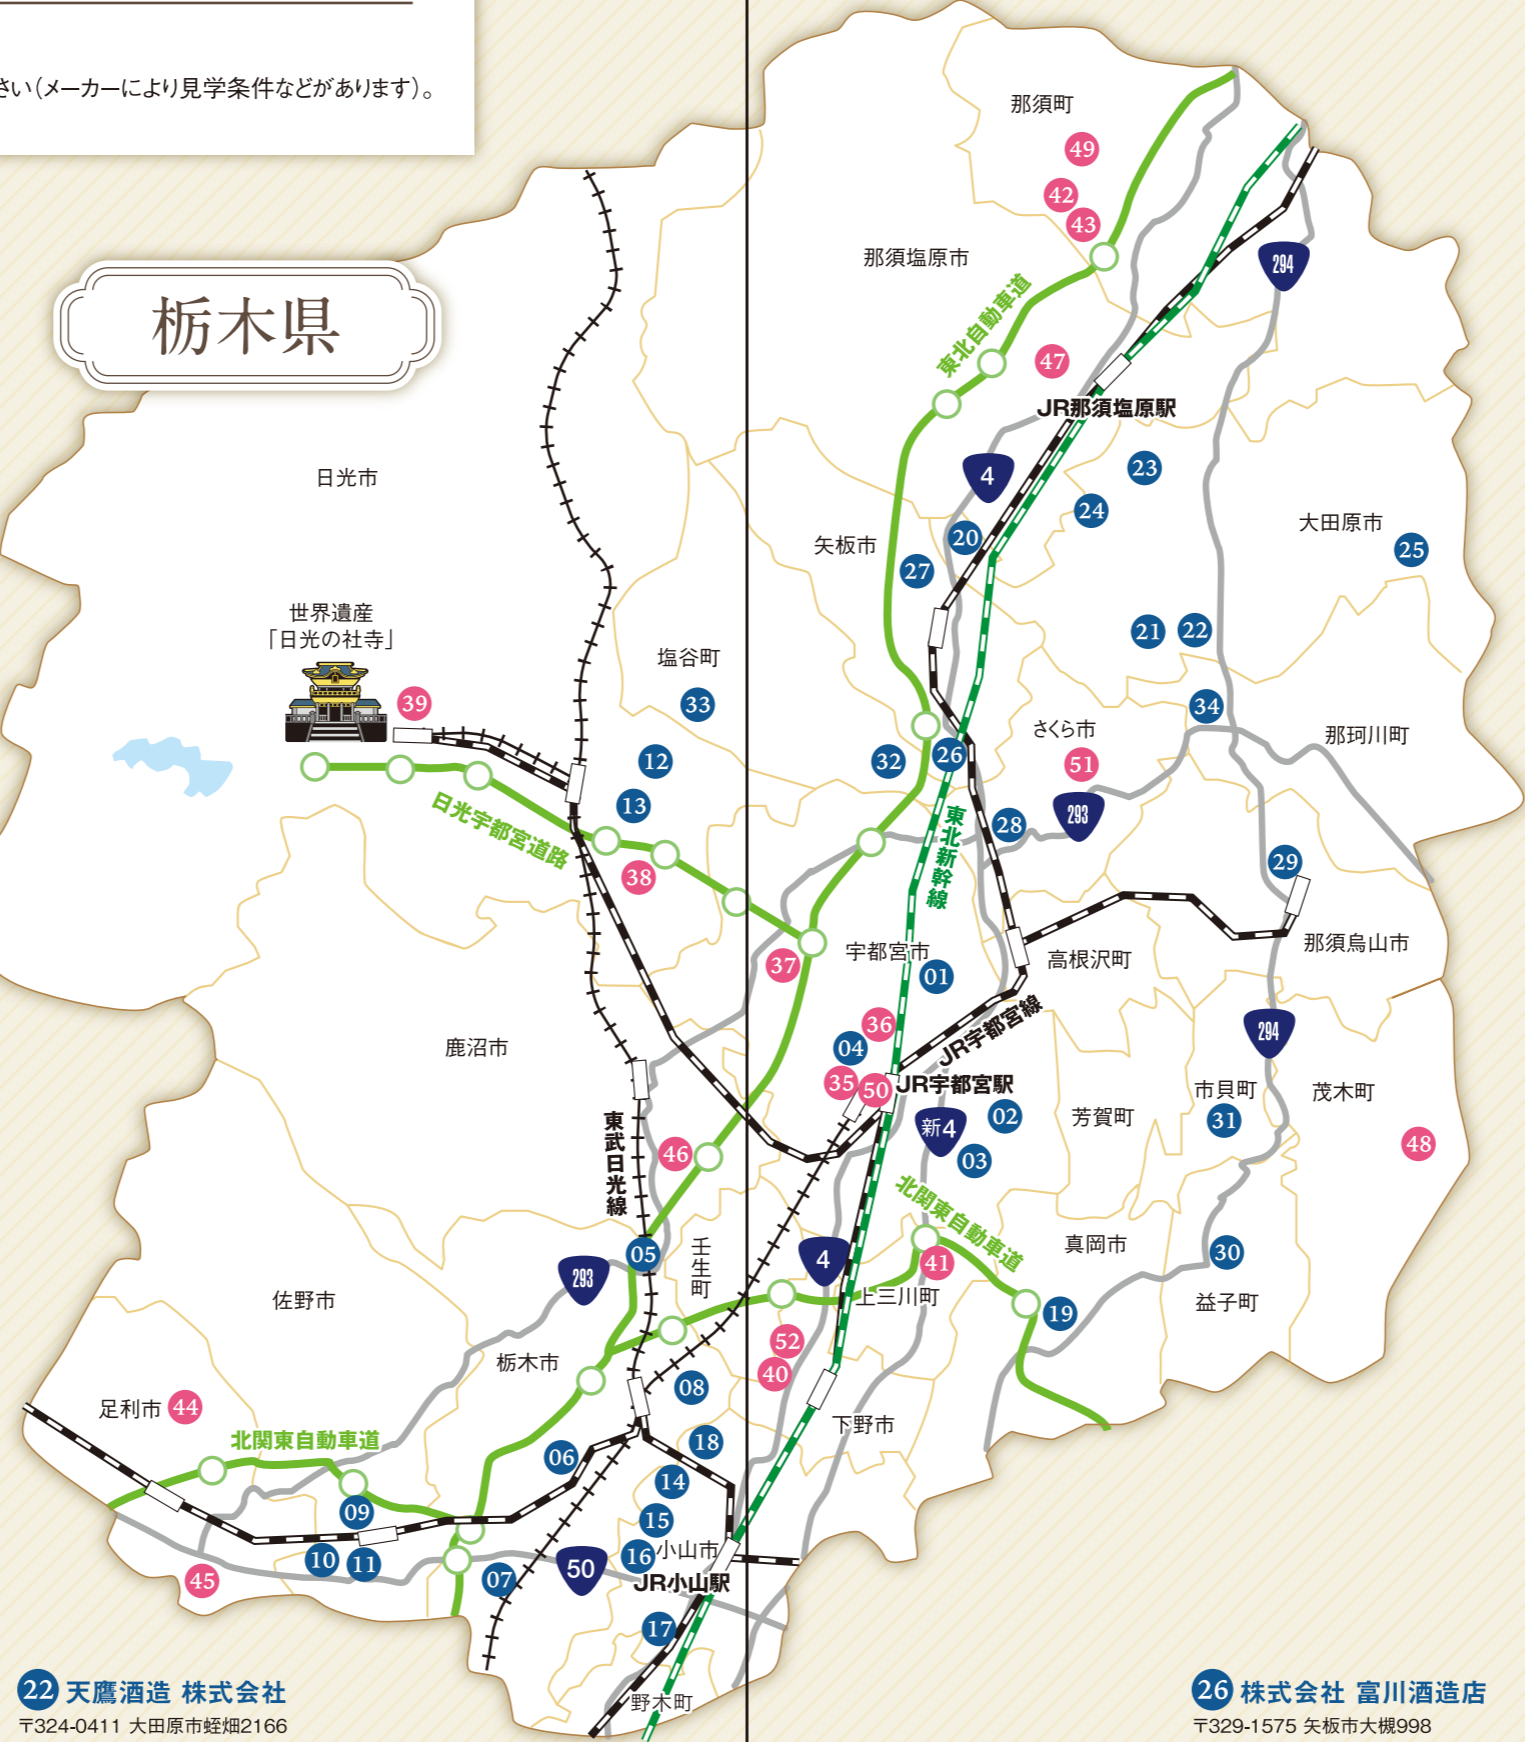 さい（メーカーにより見学条件などがあります）。
栃木県
那須町
49
42
43
那須塩原市
294
東北自動車道
47
JR那須塩原駅
日光市
4
23
24
20
矢板市
27
大田原市
25
世界遺産
「日光の社寺」
39
塩谷町
33
21
22
34
さくら市
51
那珂川町
12
13
32
26
日光宇都宮道路
38
東北新幹線
28
293
29
那須烏山市
37
宇都宮市
01
高根沢町
鹿沼市
36
04
JR宇都宮線
35
50
JR宇都宮駅
新4
02
03
芳賀町
市貝町
31
294
茂木町
48
東武日光線
46
北関東自動車道
05
壬生町
293
4
41
上三川町
真岡市
30
益子町
19
佐野市
栃木市
52
40
08
足利市
44
北関東自動車道
下野市
06
18
14
09
15
10
11
16
小山市
45
07
50
JR小山駅
17
野木町
22 天鷹酒造 株式会社
〒324-0411 大田原市蛭畑2166
26 株式会社 富川酒造店
〒329-1575 矢板市大槻998